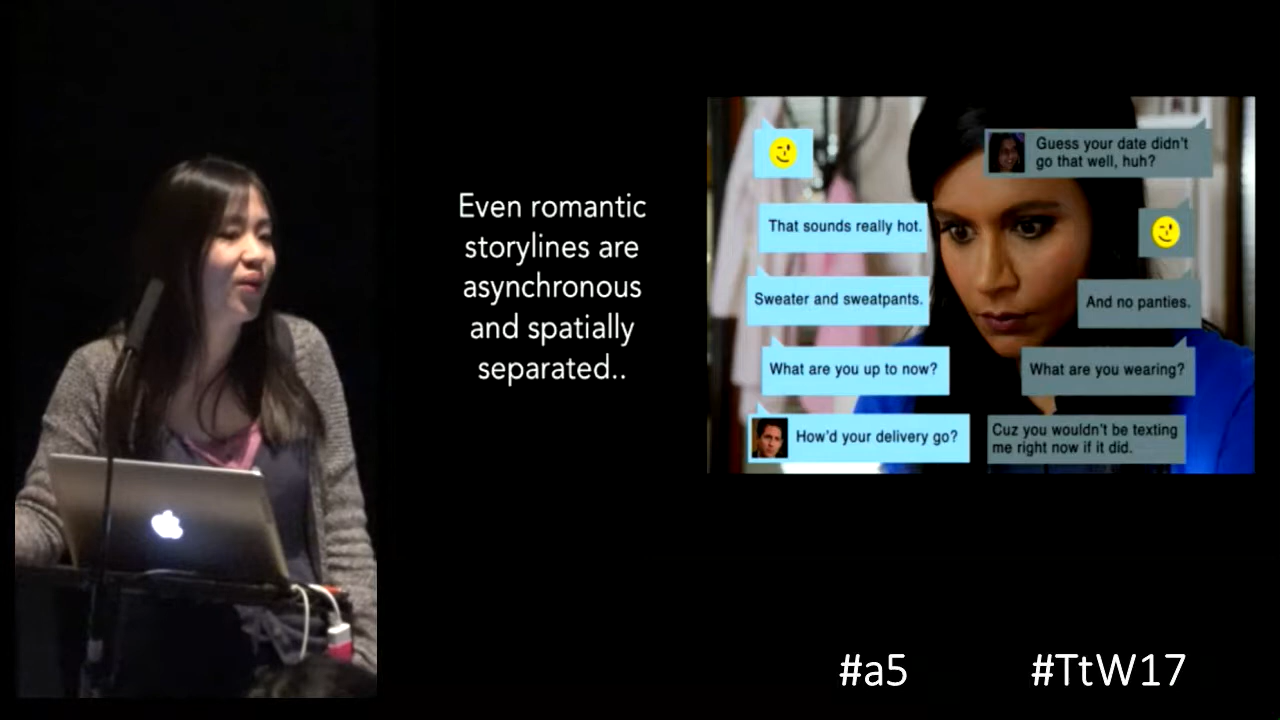 Even romantic
storylines are
asynchronous
and spatially
separated..
Guess your date didn't
go that well, huh?
That sounds really hot.
Sweater and sweatpants.
And no panties.
What are you up to now?
What are you wearing?
How'd your delivery go?
Cuz you wouldn't be texting
me right now if it did.
#a5
#TtW17